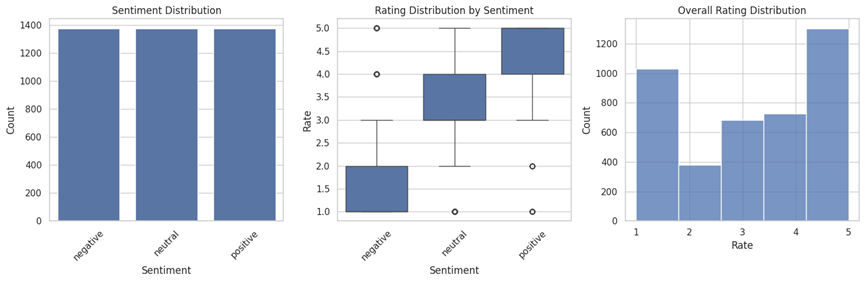 Sentiment Distribution
1400
1200
1000
800
600
400
200
0
Count
negative
neutral
positive
Sentiment
Rating Distribution by Sentiment
5.0
4.5
4.0
3.5
3.0
2.5
2.0
1.5
1.0
Rate
negative
neutral
positive
Sentiment
Overall Rating Distribution
1200
1000
800
600
400
200
0
Count
1 2 3 4 5
Rate